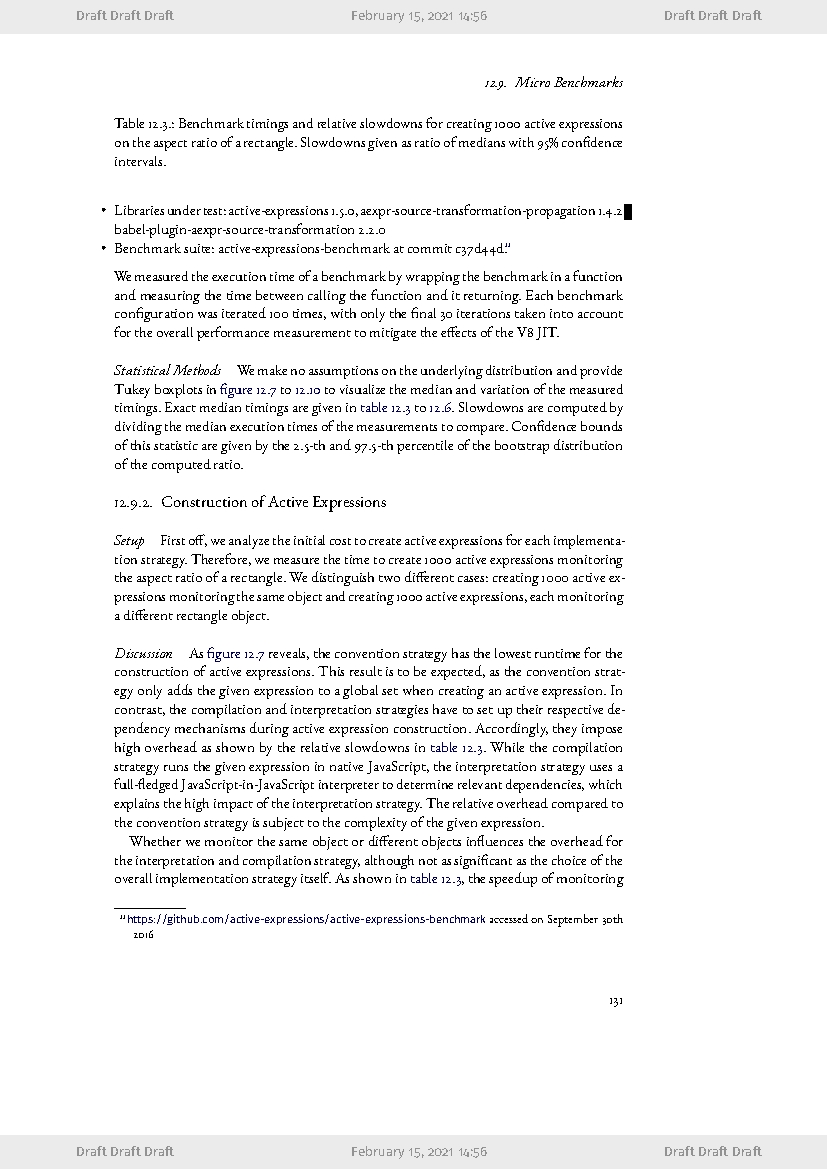 Draft Draft Draft February 15, 2021 14:56 Draft Draft Draft
12.9. Micro Benchmarks
Table 12.3.: Benchmark timings and relative slowdowns for creating 1000 active expressions
on the aspect ratio of a rectangle. Slowdowns given as ratio of medians with 95% confidence
intervals.
• Libraries under test: active-expressions 1.5.0, aexpr-source-transformation-propagation 1.4.2
babel-plugin-aexpr-source-transformation 2.2.0
• Benchmark suite: active-expressions-benchmark at commit c37d44d.¹¹
We measured the execution time of a benchmark by wrapping the benchmark in a function
and measuring the time between calling the function and it returning. Each benchmark
configuration was iterated 100 times, with only the final 30 iterations taken into account
for the overall performance measurement to mitigate the effects of the V8 JIT.
Statistical Methods We make no assumptions on the underlying distribution and provide
Tukey boxplots in figure 12.7 to 12.10 to visualize the median and variation of the measured
timings. Exact median timings are given in table 12.3 to 12.6. Slowdowns are computed by
dividing the median execution times of the measurements to compare. Confidence bounds
of this statistic are given by the 2.5-th and 97.5-th percentile of the bootstrap distribution
of the computed ratio.
12.9.2. Construction of Active Expressions
Setup First off, we analyze the initial cost to create active expressions for each implementa-
tion strategy. Therefore, we measure the time to create 1000 active expressions monitoring
the aspect ratio of a rectangle. We distinguish two different cases: creating 1000 active ex-
pressions monitoring the same object and creating 1000 active expressions, each monitoring
a different rectangle object.
Discussion As figure 12.7 reveals, the convention strategy has the lowest runtime for the
construction of active expressions. This result is to be expected, as the convention strat-
egy only adds the given expression to a global set when creating an active expression. In
contrast, the compilation and interpretation strategies have to set up their respective de-
pendency mechanisms during active expression construction. Accordingly, they impose
high overhead as shown by the relative slowdowns in table 12.3. While the compilation
strategy runs the given expression in native JavaScript, the interpretation strategy uses a
full-fledged JavaScript-in-JavaScript interpreter to determine relevant dependencies, which
explains the high impact of the interpretation strategy. The relative overhead compared to
the convention strategy is subject to the complexity of the given expression.
Whether we monitor the same object or different objects influences the overhead for
the interpretation and compilation strategy, although not as significant as the choice of the
overall implementation strategy itself. As shown in table 12.3, the speedup of monitoring
¹¹https://github.com/active-expressions/active-expressions-benchmark accessed on September 30th
2016
131
Draft Draft Draft February 15, 2021 14:56 Draft Draft Draft